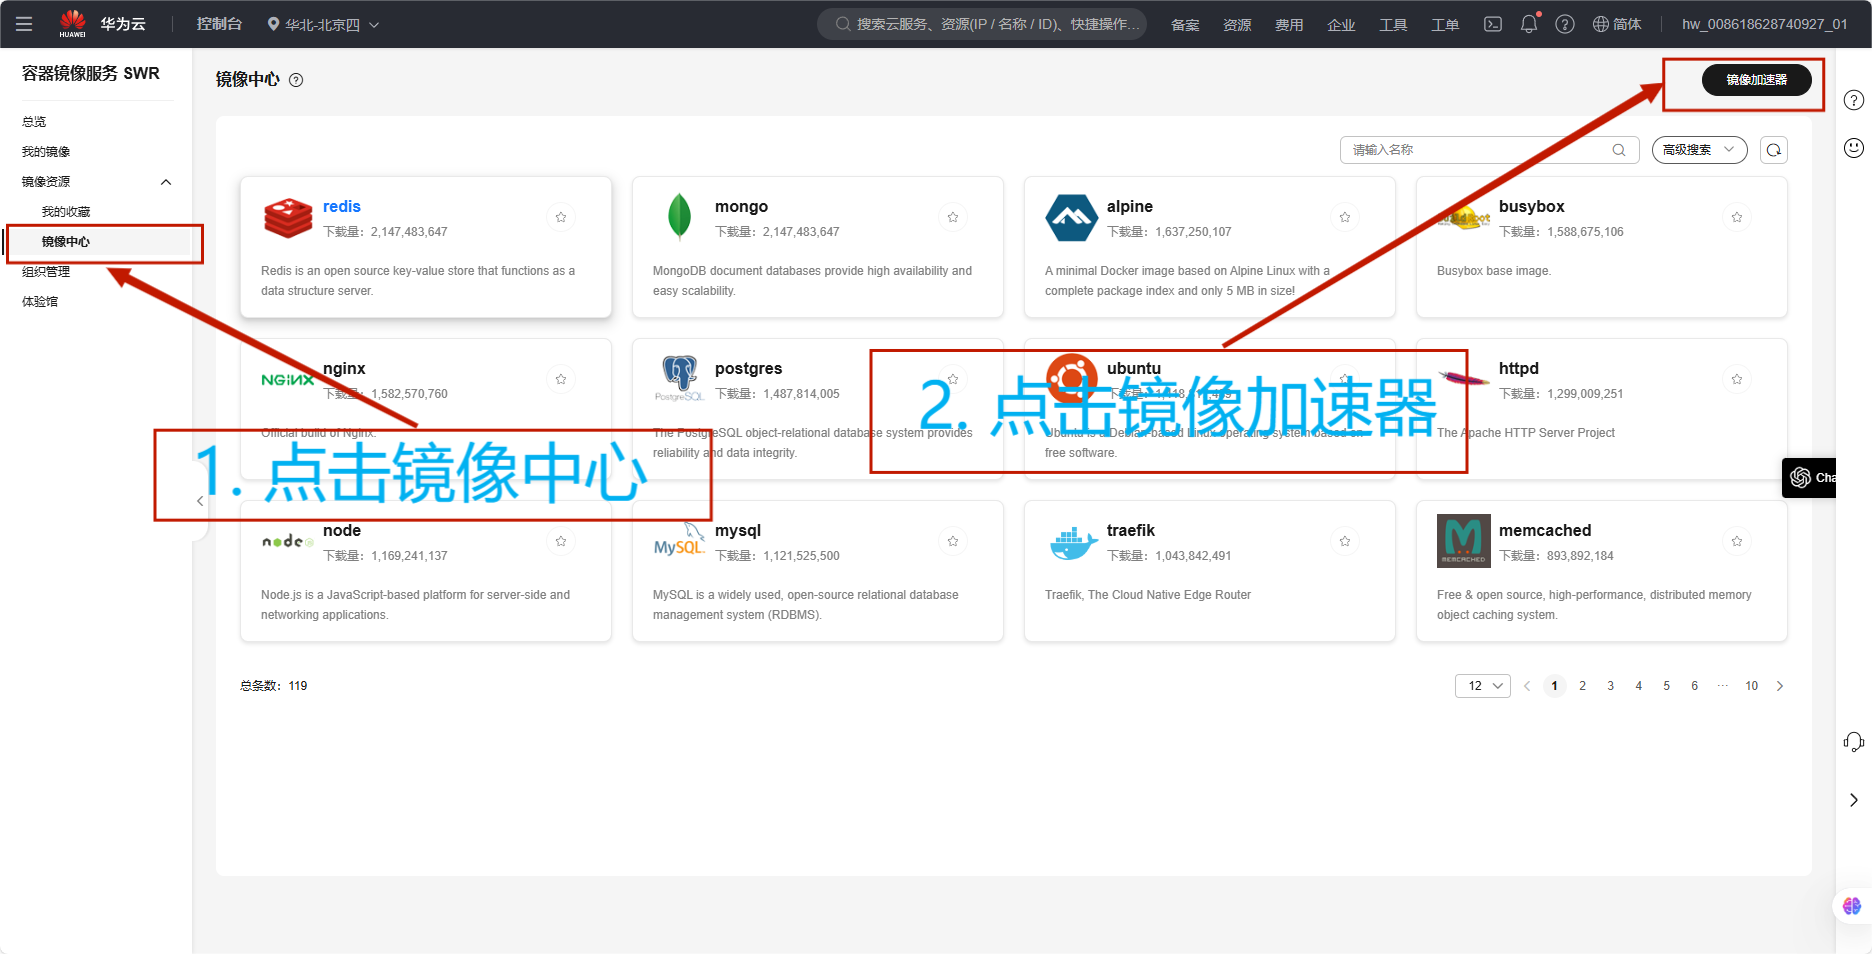 HUAWEI
华为云
控制台
华北-北京四
搜索云服务、资源(IP / 名称 / ID)、快捷操作...
备案
资源
费用
企业
工具
工单
简体
hw_008618628740927_01
容器镜像服务 SWR
总览
我的镜像
镜像资源
我的收藏
镜像中心
组织管理
体验馆
镜像中心
镜像加速器
请输入名称
高级搜索
redis
下载量：2,147,483,647
Redis is an open source key-value store that functions as a
data structure server.
mongo
下载量：2,147,483,647
MongoDB document databases provide high availability and
easy scalability.
alpine
下载量：1,637,250,107
A minimal Docker image based on Alpine Linux with a
complete package index and only 5 MB in size!
busybox
下载量：1,588,675,106
Busybox base image.
NGINX
nginx
下载量：1,582,570,760
Official build of Nginx.
PostgreSQL
postgres
下载量：1,487,814,005
The PostgreSQL object-relational database system provides
reliability and data integrity.
ubuntu
下载量：
Ubuntu is a Debian-based Linux operating system based on
free software.
httpd
下载量：1,299,009,251
The Apache HTTP Server Project
1. 点击镜像中心
2. 点击镜像加速器
Cha
node
node
下载量：1,169,241,137
Node.js is a JavaScript-based platform for server-side and
networking applications.
MySQL
mysql
下载量：1,121,525,500
MySQL is a widely used, open-source relational database
management system (RDBMS).
traefik
下载量：1,043,842,491
Traefik, The Cloud Native Edge Router
MEMCACHED
memcached
下载量：893,892,184
Free & open source, high-performance, distributed memory
object caching system.
总条数：119
12
1
2
3
4
5
6
...
10